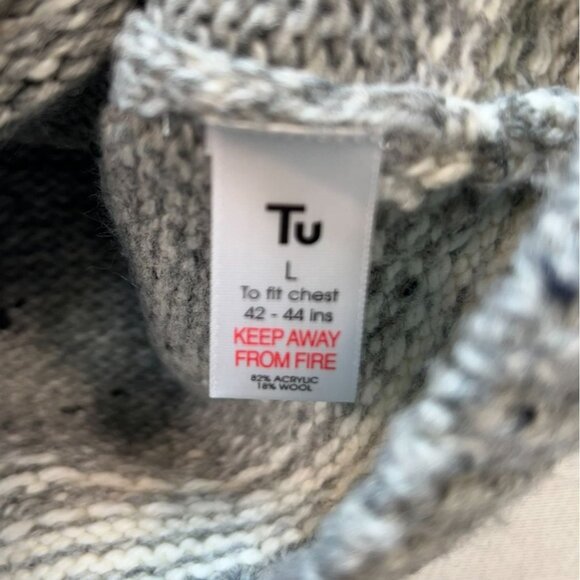 Tu
L
To fit chest
42 - 44 ins
KEEP AWAY
FROM FIRE
82% ACRYLIC
18% WOOL